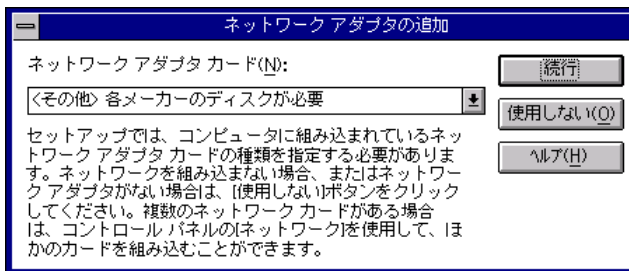 ネットワーク アダプタの追加
ネットワーク アダプタ カード(N):
続行
<その他> 各メーカーのディスクが必要
使用しない(O)
セットアップでは、コンピュータに組み込まれているネッ
トワーク アダプタ カードの種類を指定する必要がありま
す。ネットワークを組み込まない場合、またはネットワー
ク アダプタがない場合は、[使用しない]ボタンをクリック
してください。複数のネットワーク カードがある場合
は、コントロール パネルの[ネットワーク]を使用して、ほ
かのカードを組み込むことができます。
ヘルプ(H)